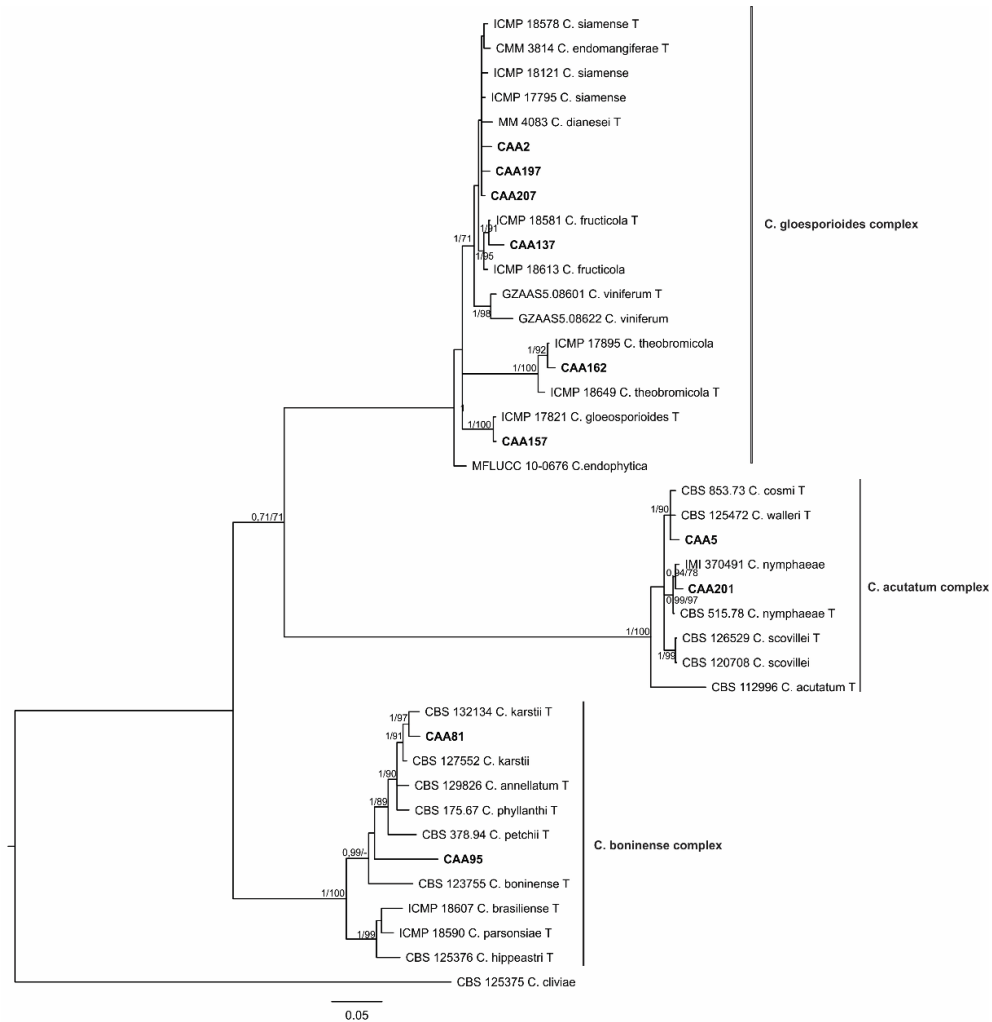 ICMP 18578 C. siamense T
CMM 3814 C. endomangiferae T
ICMP 18121 C. siamense
ICMP 17795 C. siamense
MM 4083 C. dianesei T
CAA2
CAA197
CAA207
ICMP 18581 C. fructicola T
1/91
C. gloesporioides complex
1/71
CAA137
1/95
ICMP 18613 C. fructicola
GZAAS5.08601 C. viniferum T
1/98
GZAAS5.08622 C. viniferum
ICMP 17895 C. theobromicola
1/92
1/100
CAA162
ICMP 18649 C. theobromicola T
1
ICMP 17821 C. gloeosporioides T
1/100
CAA157
MFLUCC 10-0676 C.endophytica
CBS 853.73 C. cosmi T
1/90
CBS 125472 C. walleri T
0,71/71
CAA5
IMI 370491 C. nymphaeae
0,94/78
CAA201
C. acutatum complex
0,99/97
CBS 515.78 C. nymphaeae T
1/100
CBS 126529 C. scovillei T
1/99
CBS 120708 C. scovillei
CBS 112996 C. acutatum T
CBS 132134 C. karstii T
1/97
1/91
CAA81
CBS 127552 C. karstii
1/90
CBS 129826 C. annellatum T
1/89
CBS 175.67 C. phyllanthi T
CBS 378.94 C. petchii T
C. boninense complex
0,99/-
CAA95
CBS 123755 C. boninense T
1/100
ICMP 18607 C. brasiliense T
1/99
ICMP 18590 C. parsonsiae T
CBS 125376 C. hippeastri T
CBS 125375 C. cliviae
0.05